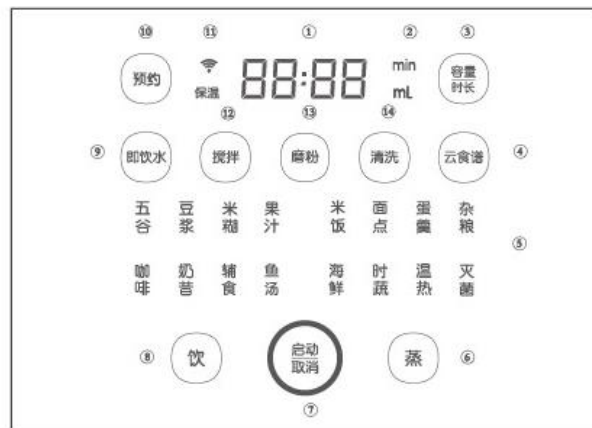 ⑩ ⑪ ① ② ③
预约 保温 88:88 min mL 容量 时长
⑫ ⑬ ⑭
⑨ 即饮水 搅拌 磨粉 清洗 云食谱 ④
五谷 豆浆 米糊 果汁 米饭 面点 蛋羹 杂粮
⑤
咖啡 奶昔 辅食 鱼汤 海鲜 时蔬 温热 灭菌
⑧ 饮 启动 取消 蒸 ⑥
⑦